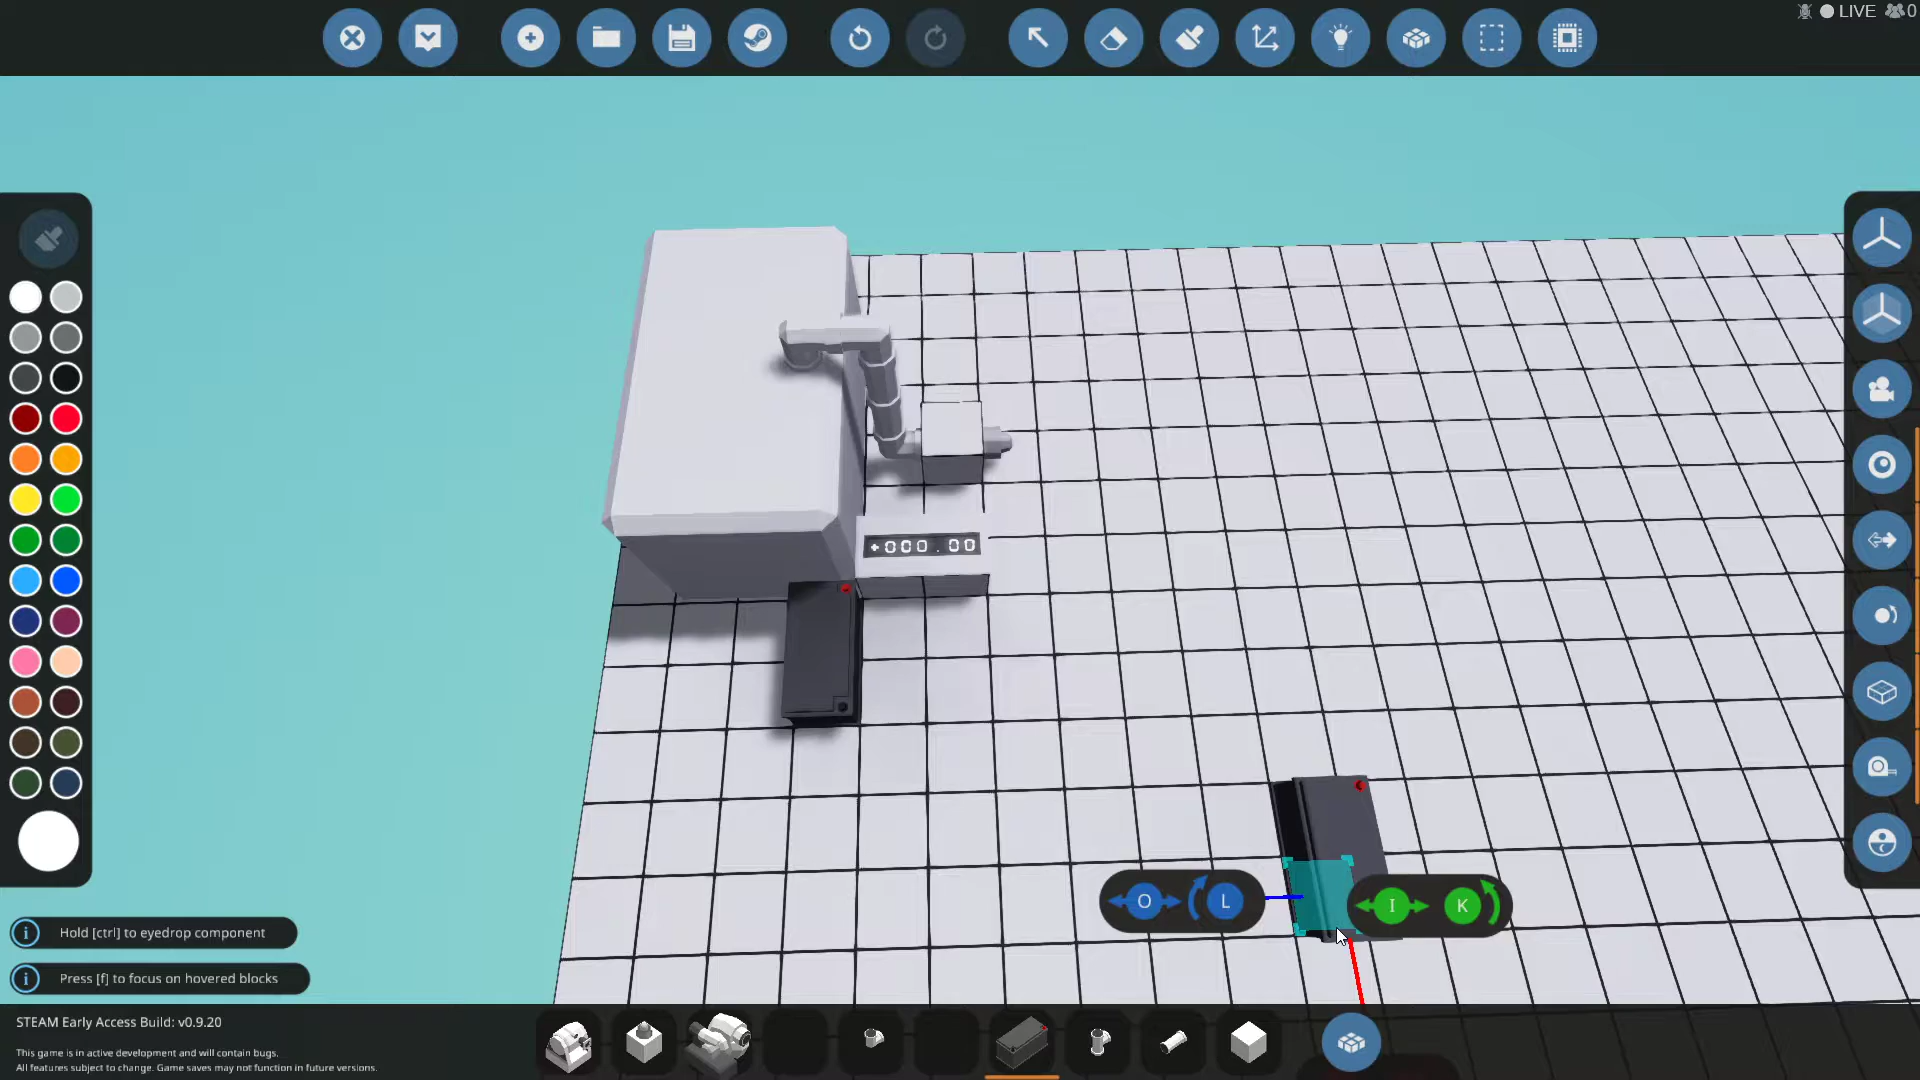 LIVE 0
+000.00
O L I K
Hold [ctrl] to eyedrop component
Press [f] to focus on hovered blocks
STEAM Early Access Build: v0.9.20
This game is in active development and will contain bugs.
All features subject to change. Game saves may not function in future versions.